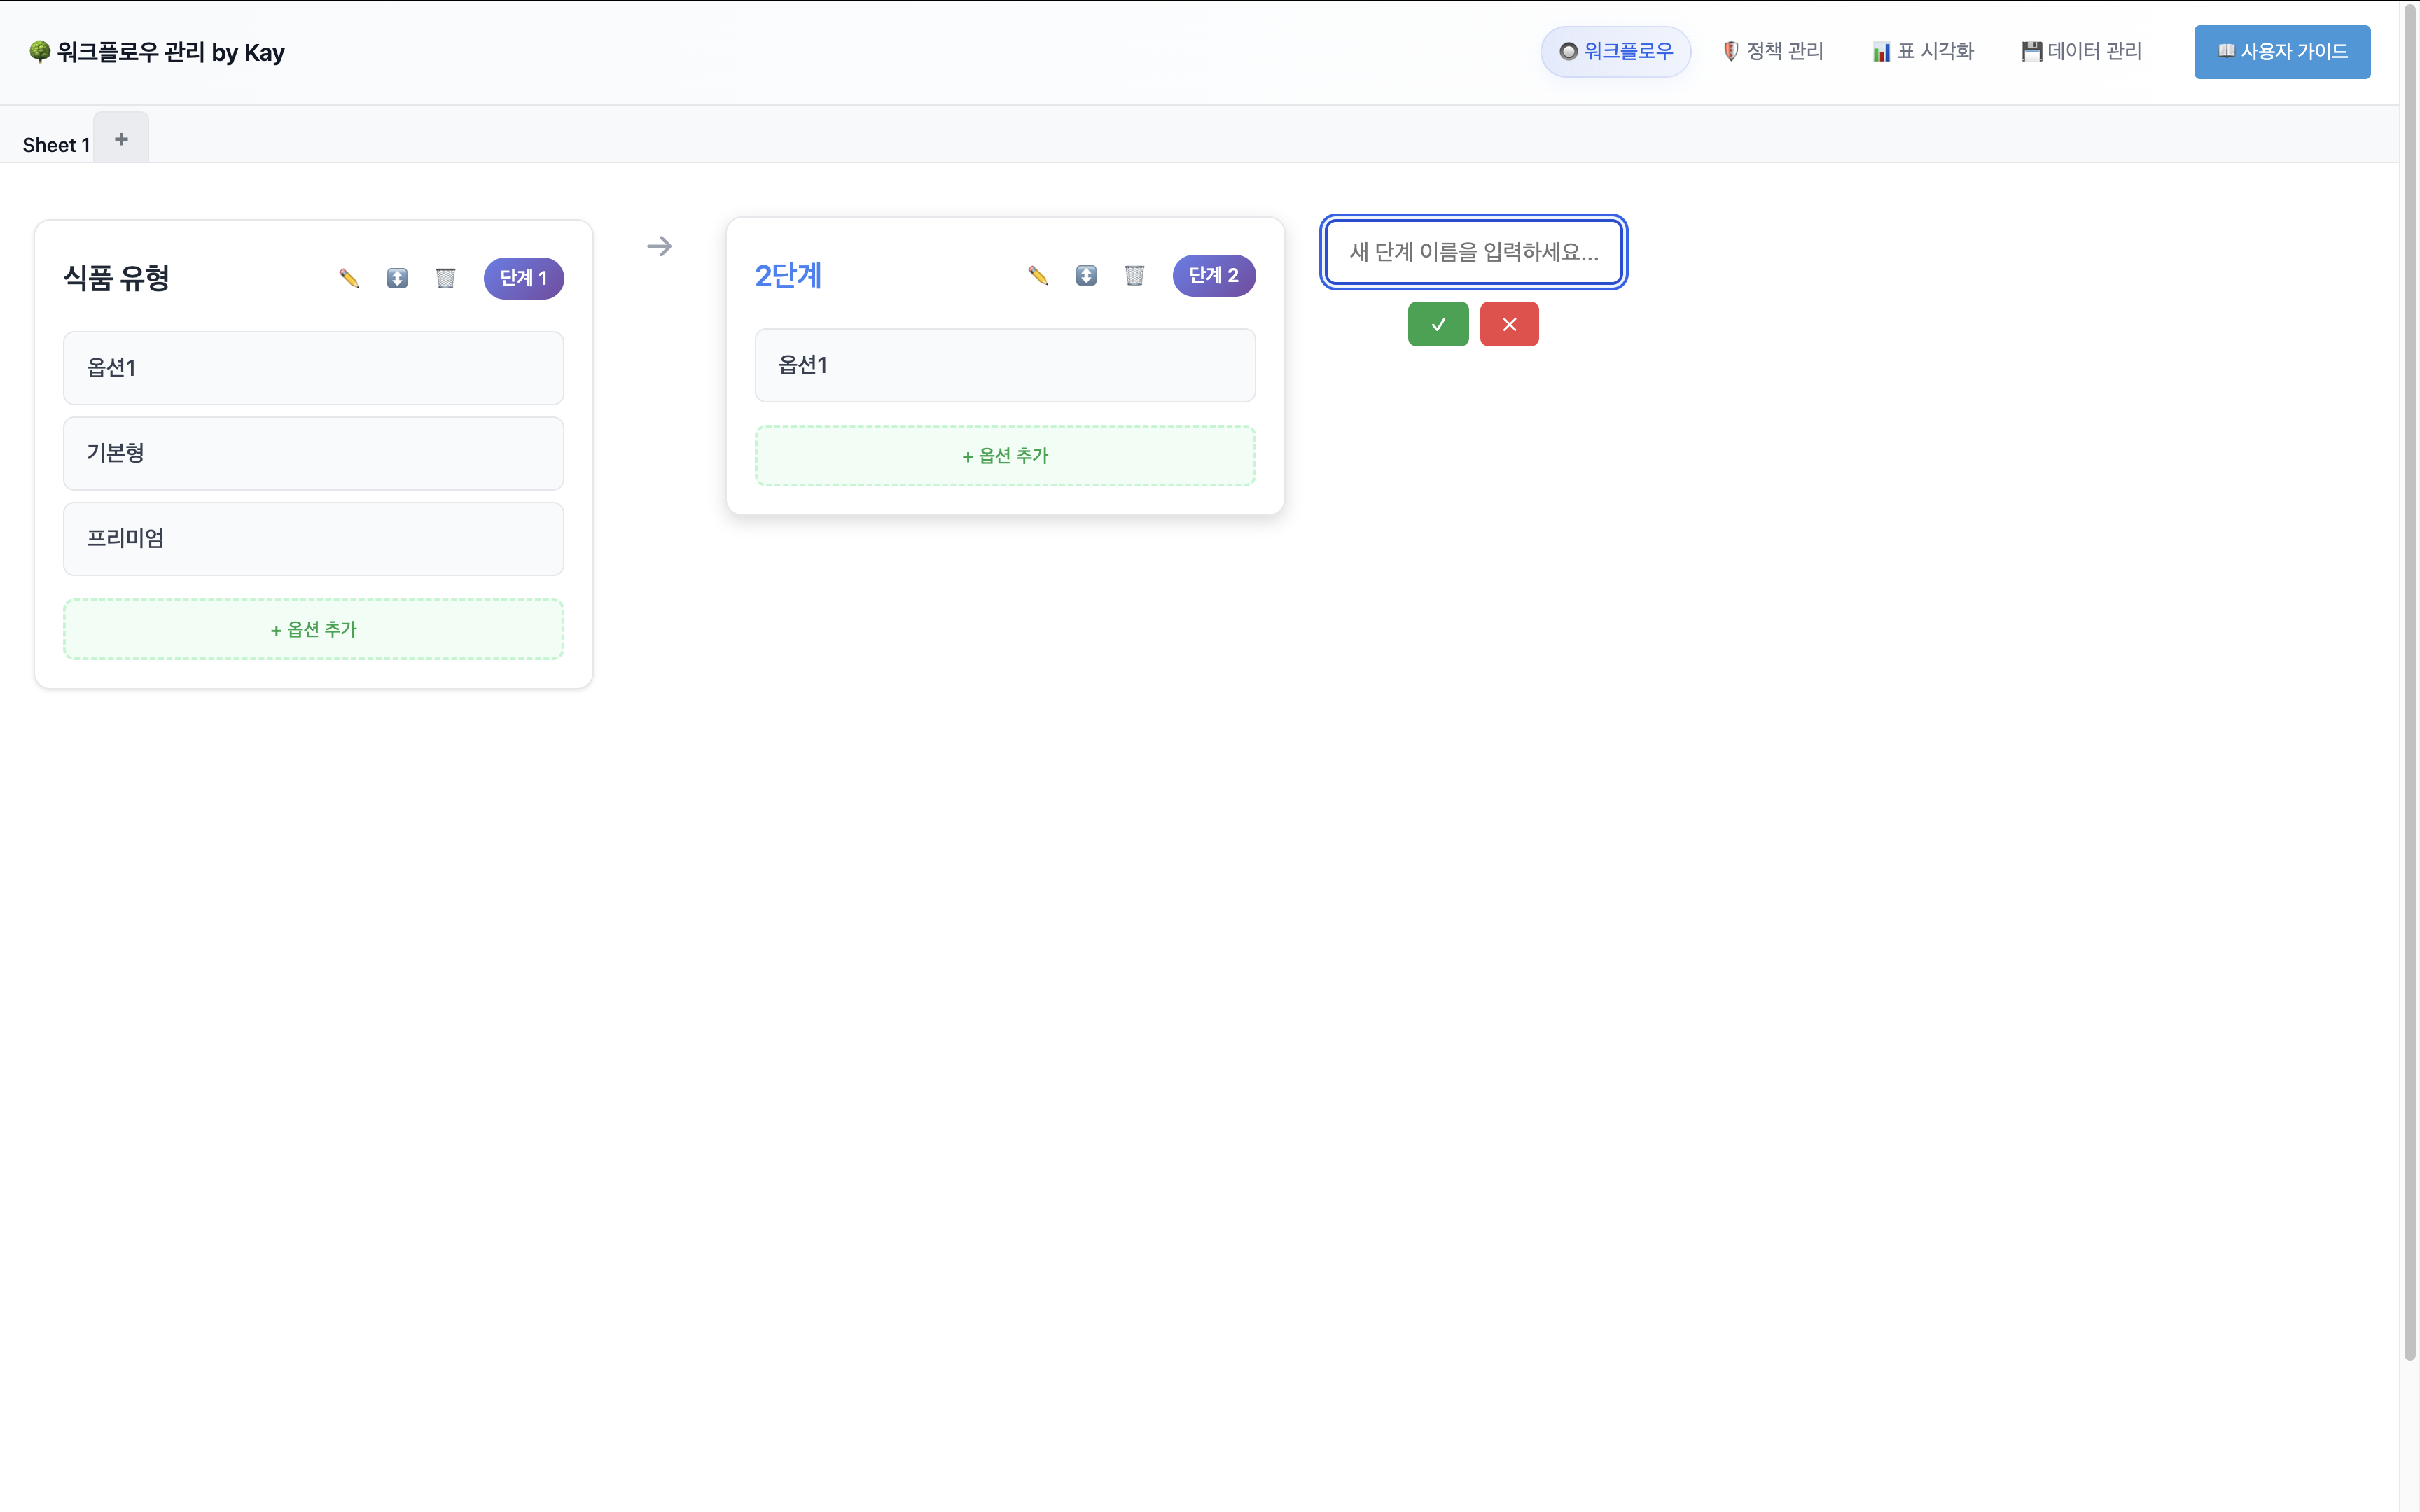 워크플로우 관리 by Kay
워크플로우
정책 관리
표 시각화
데이터 관리
사용자 가이드
Sheet 1
+
식품 유형
단계 1
옵션1
기본형
프리미엄
+ 옵션 추가
→
2단계
단계 2
옵션1
+ 옵션 추가
새 단계 이름을 입력하세요...
✓
✕